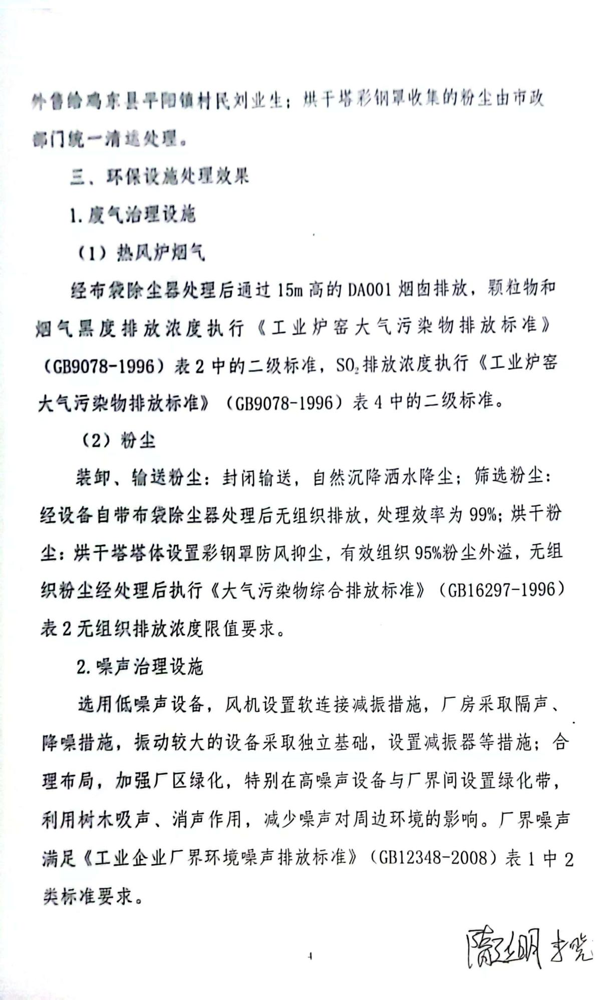 外售给鸡东县平阳镇村民刘业生；烘干塔彩钢罩收集的粉尘由市政
部门统一清运处理。
三、环保设施处理效果
1.废气治理设施
（1）热风炉烟气
经布袋除尘器处理后通过 15m 高的 DA001 烟囱排放，颗粒物和
烟气黑度排放浓度执行《工业炉窑大气污染物排放标准》
（GB9078-1996）表 2 中的二级标准，SO₂排放浓度执行《工业炉窑
大气污染物排放标准》（GB9078-1996）表 4 中的二级标准。
（2）粉尘
装卸、输送粉尘：封闭输送，自然沉降洒水降尘；筛选粉尘：
经设备自带布袋除尘器处理后无组织排放，处理效率为 99%；烘干粉
尘：烘干塔塔体设置彩钢罩防风抑尘，有效组织 95%粉尘外溢，无组
织粉尘经处理后执行《大气污染物综合排放标准》（GB16297-1996）
表 2 无组织排放浓度限值要求。
2.噪声治理设施
选用低噪声设备，风机设置软连接减振措施，厂房采取隔声、
降噪措施，振动较大的设备采取独立基础，设置减振器等措施；合
理布局，加强厂区绿化，特别在高噪声设备与厂界间设置绿化带，
利用树木吸声、消声作用，减少噪声对周边环境的影响。厂界噪声
满足《工业企业厂界环境噪声排放标准》（GB12348-2008）表 1 中 2
类标准要求。
4